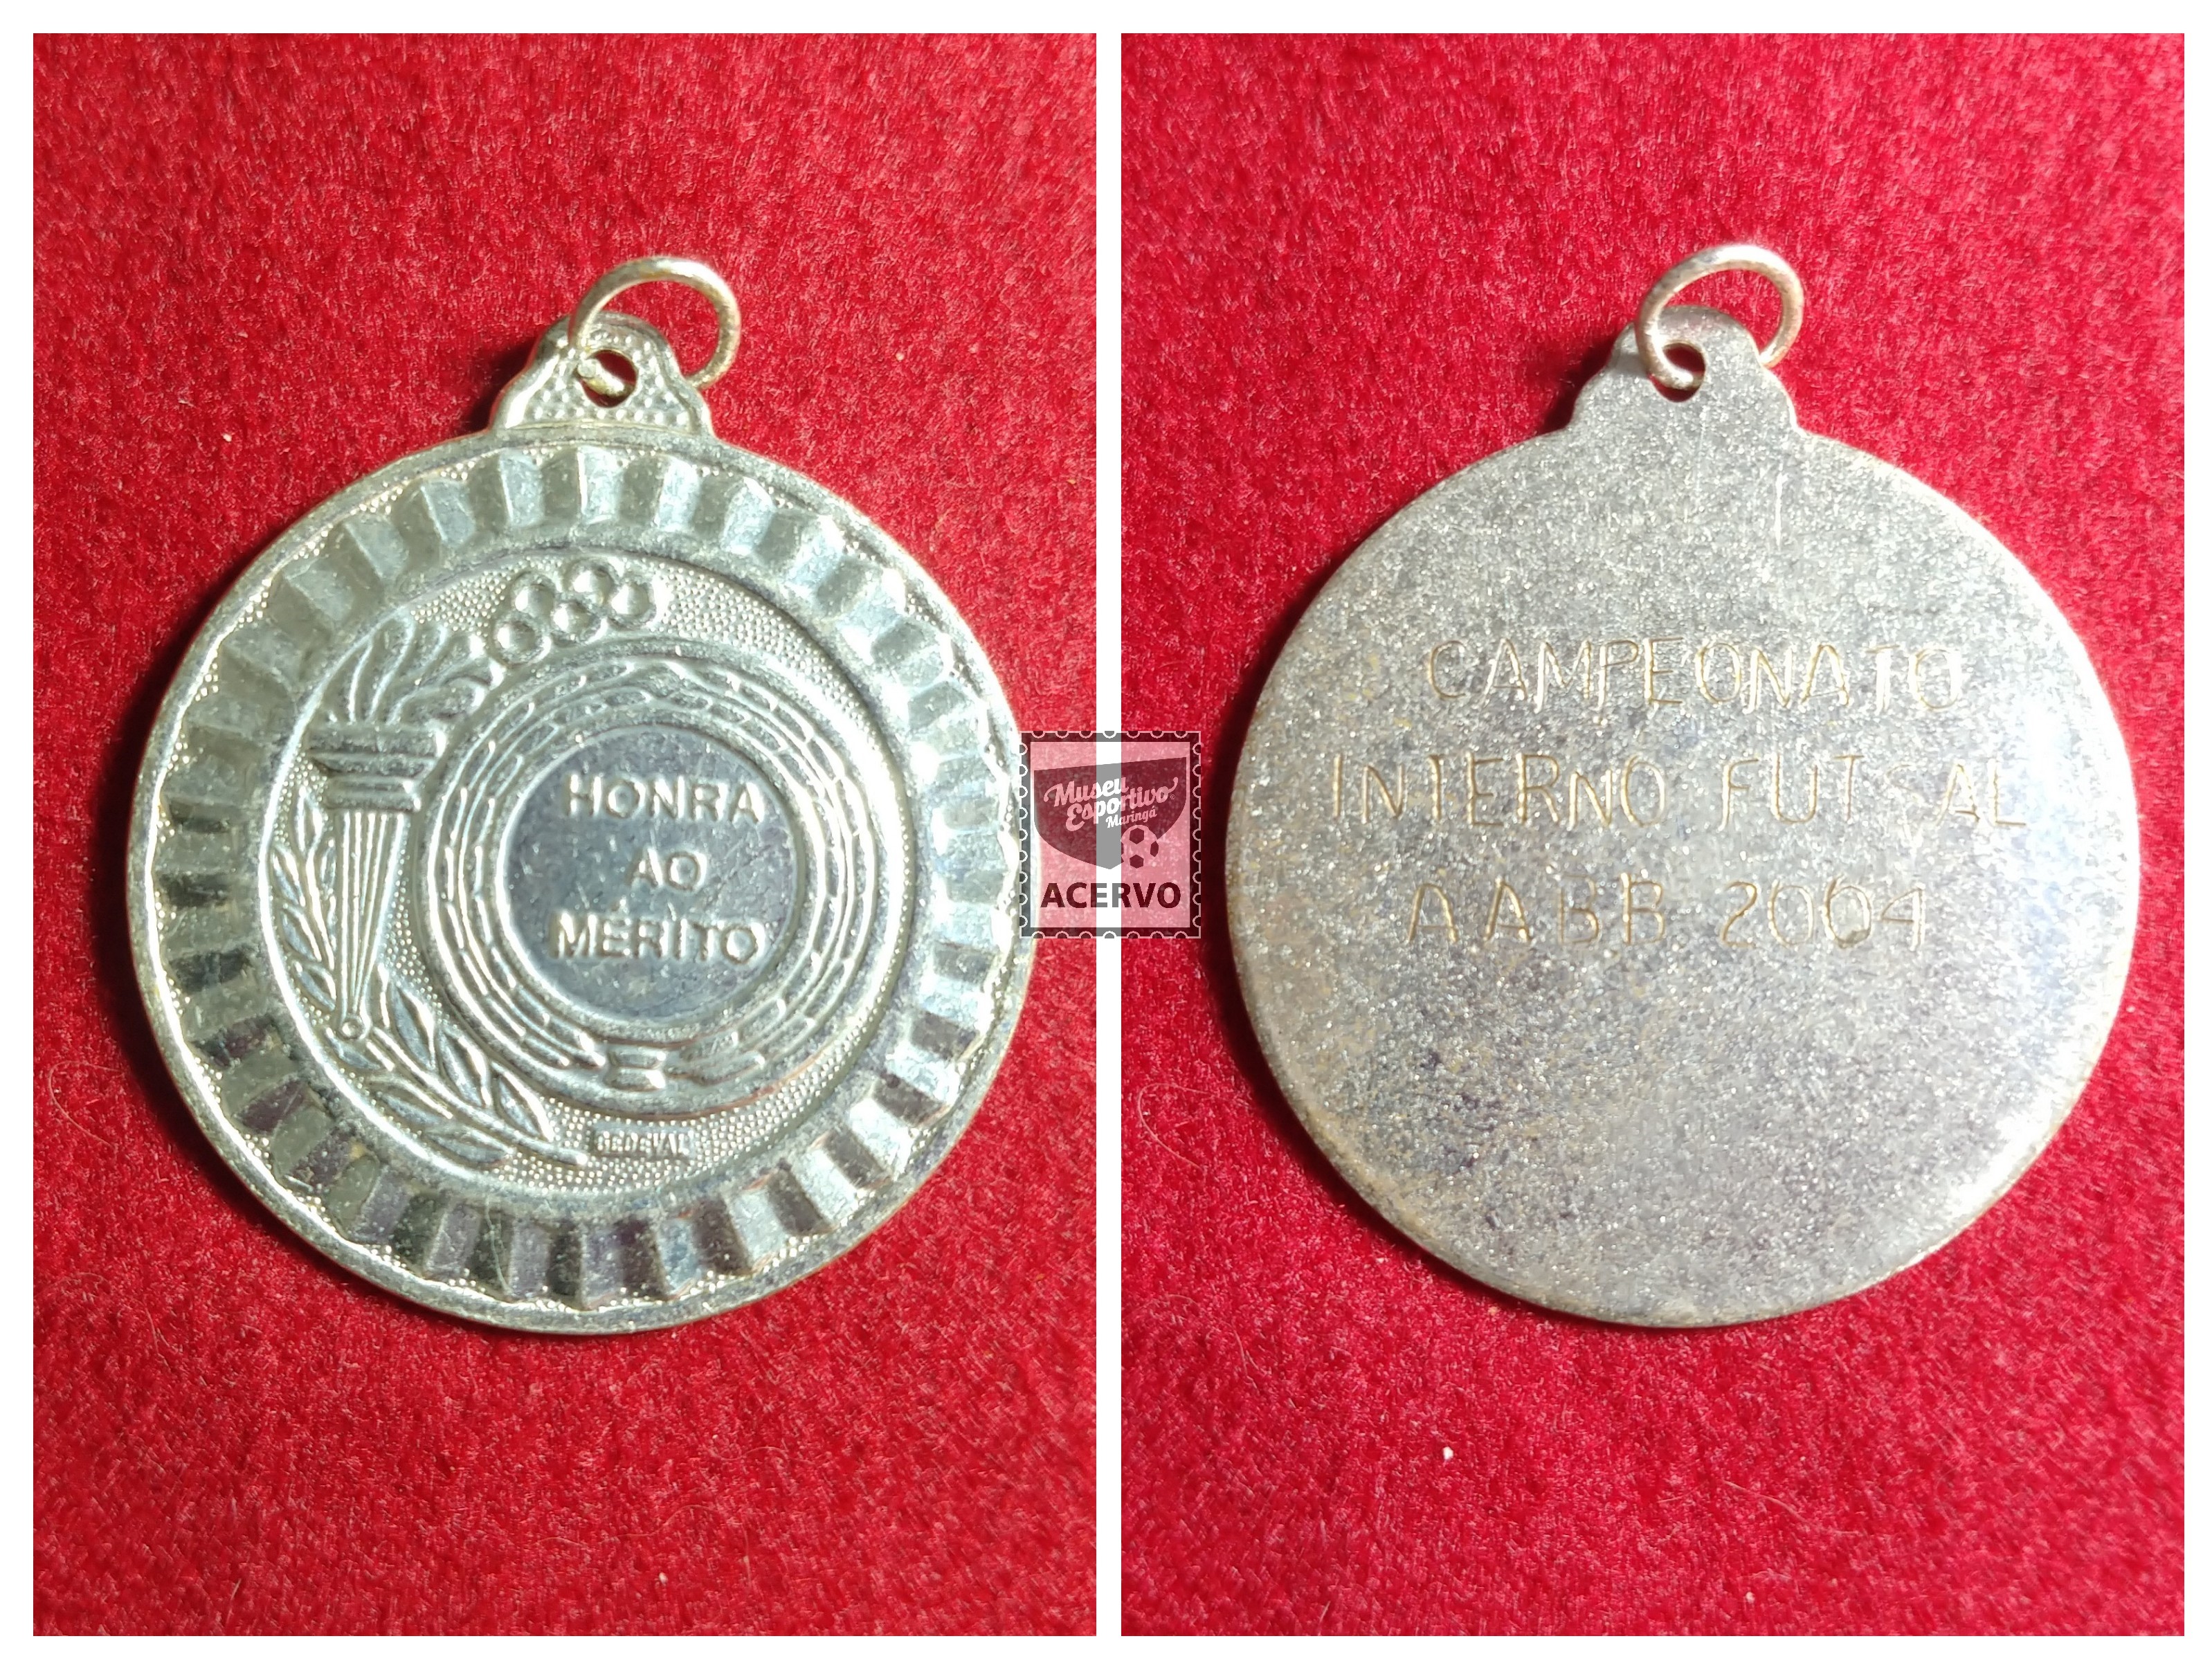 HONRA
AO
MÉRITO
Museu
Esportivo
Maringá
ACERVO
CAMPEONATO
INTERNO FUTSAL
AABB 2004